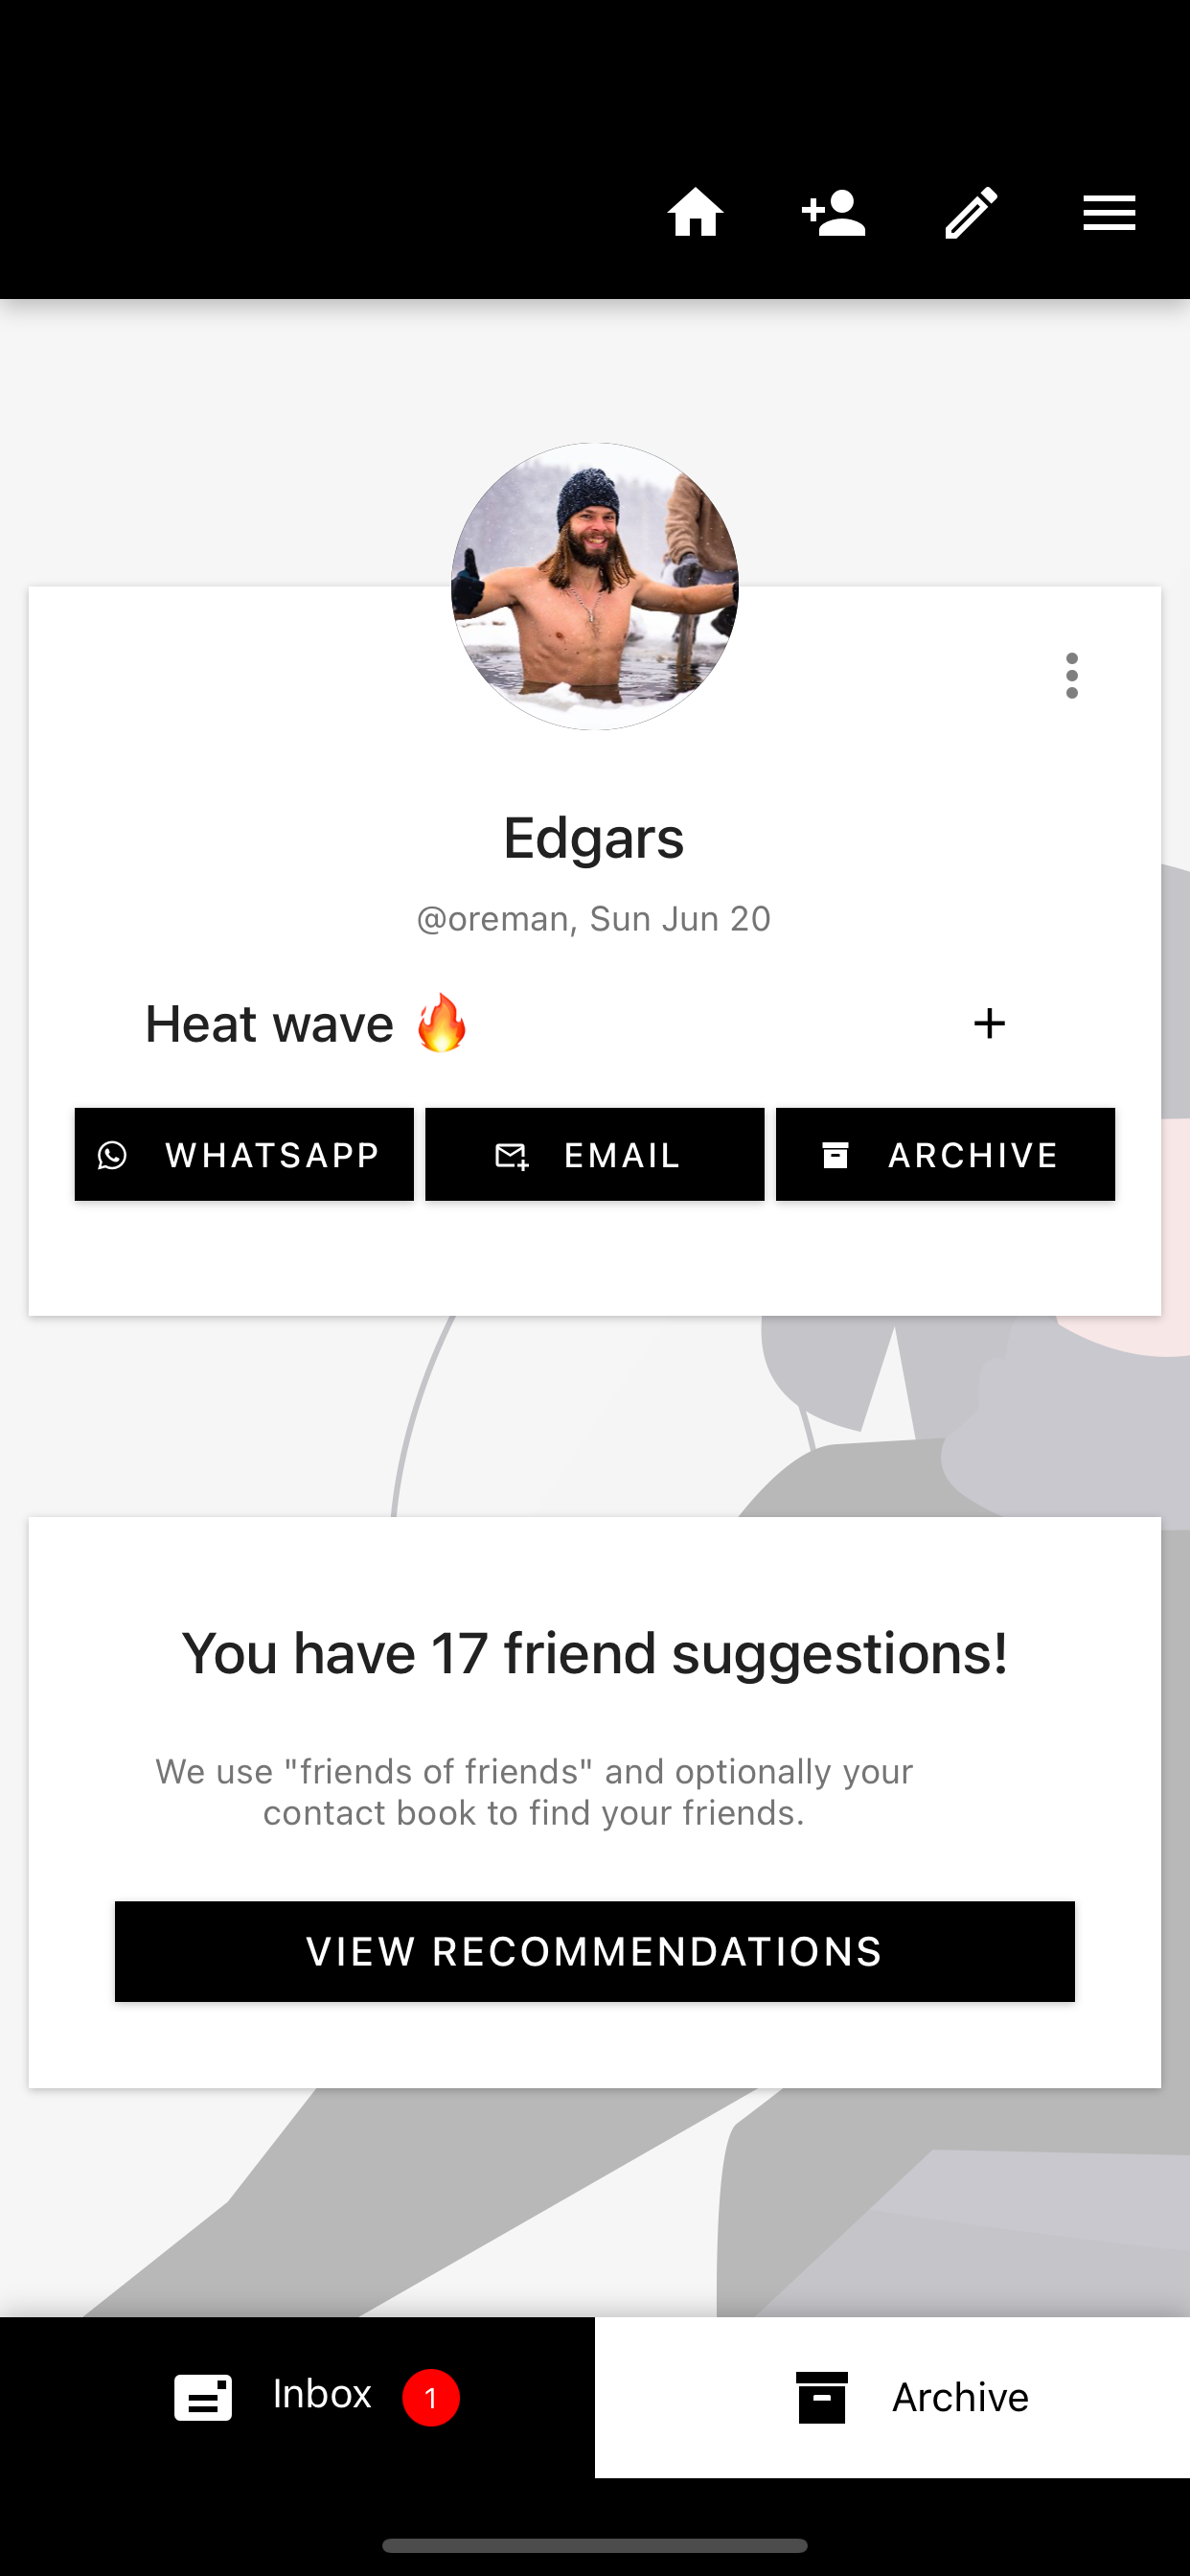 Edgars
@oreman, Sun Jun 20
Heat wave 🔥
WHATSAPP
EMAIL
ARCHIVE
You have 17 friend suggestions!
We use "friends of friends" and optionally your
contact book to find your friends.
VIEW RECOMMENDATIONS
Inbox 1
Archive